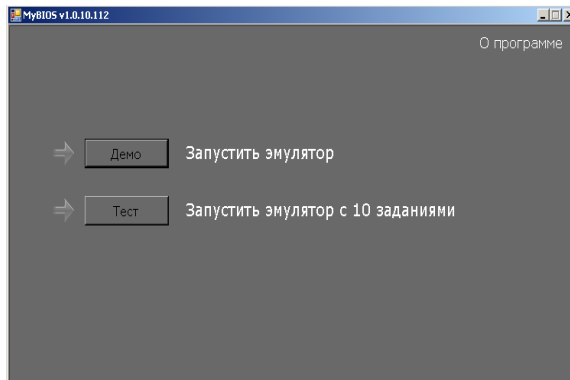 MyBIOS v1.0.10.112
О программе
Демо Запустить эмулятор
Тест Запустить эмулятор с 10 заданиями